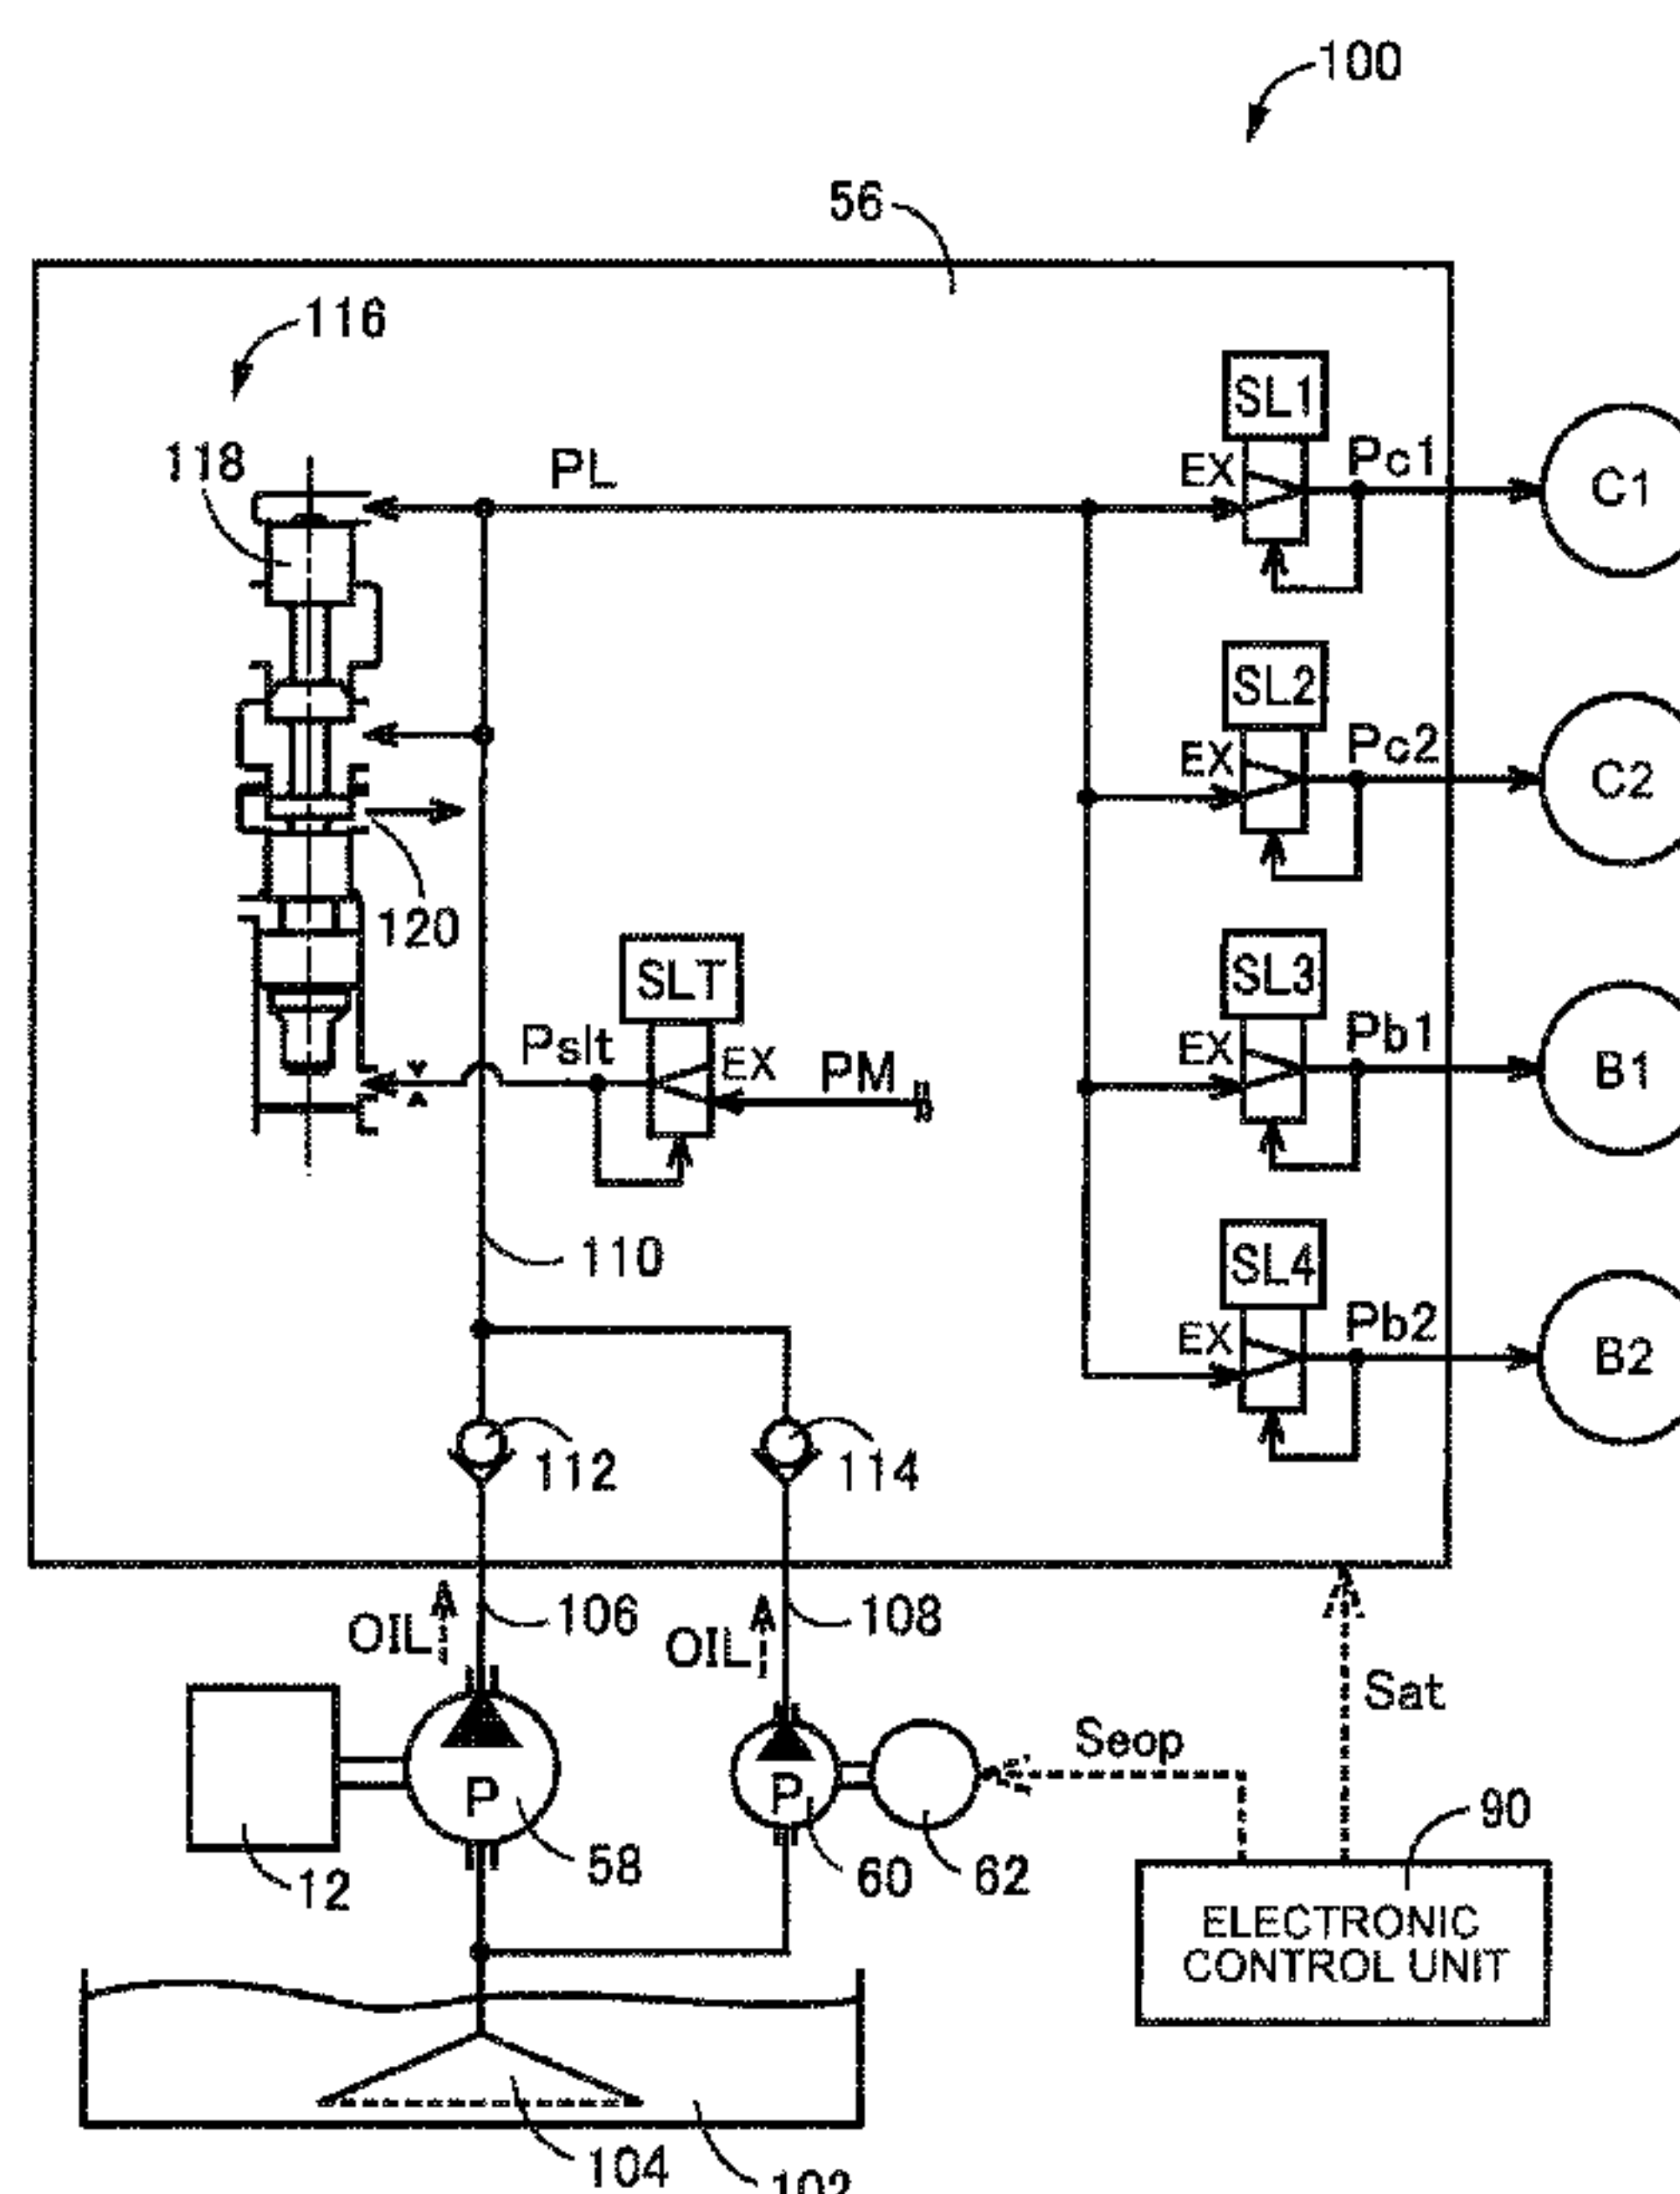 100
56
116
SL1
118
PL
EX
Pc1
C1
SL2
EX
Pc2
C2
120
SLT
SL3
Pslt
EX
PM
EX
Pb1
B1
110
SL4
EX
Pb2
B2
112
114
OIL
106
OIL
108
Sat
Seop
P
P
90
58
60
62
12
ELECTRONIC
CONTROL UNIT
104
102